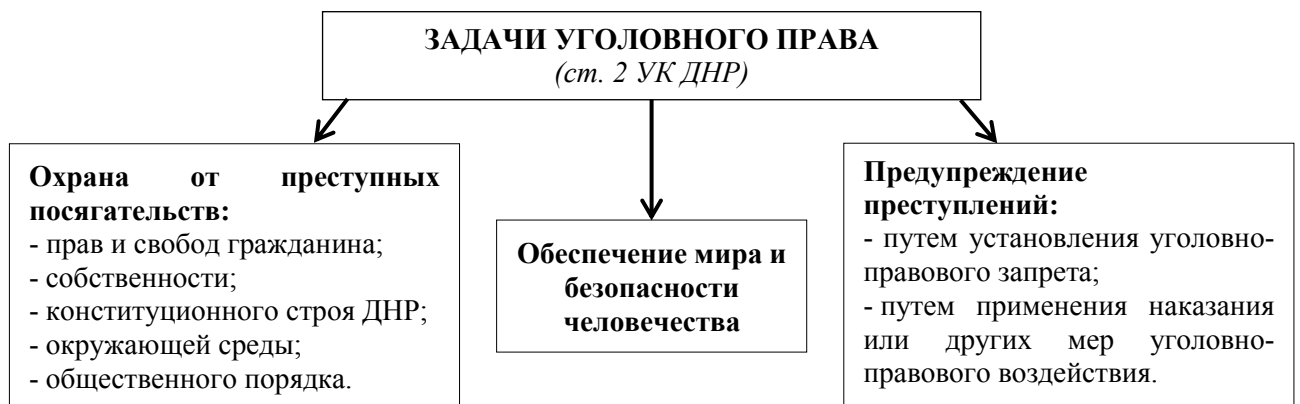 ЗАДАЧИ УГОЛОВНОГО ПРАВА
(ст. 2 УК ДНР)
Охрана от преступных
посягательств:
- прав и свобод гражданина;
- собственности;
- конституционного строя ДНР;
- окружающей среды;
- общественного порядка.
Обеспечение мира и
безопасности
человечества
Предупреждение
преступлений:
- путем установления уголовно-
правового запрета;
- путем применения наказания
или других мер уголовно-
правового воздействия.